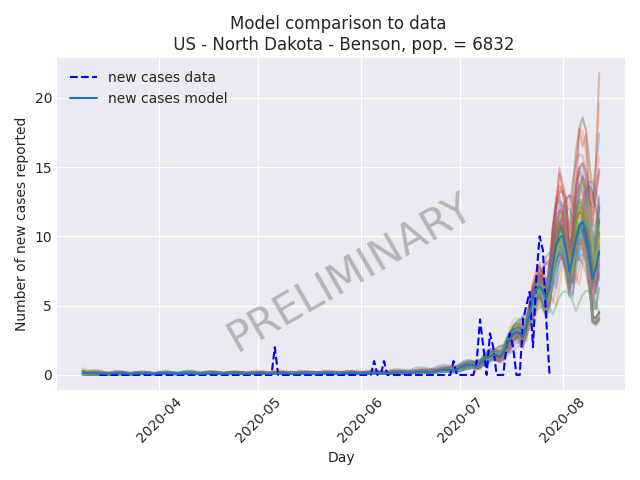 Model comparison to data
US - North Dakota - Benson, pop. = 6832
new cases data
new cases model
Number of new cases reported
20
15
10
5
0
PRELIMINARY
2020-04
2020-05
2020-06
2020-07
2020-08
Day